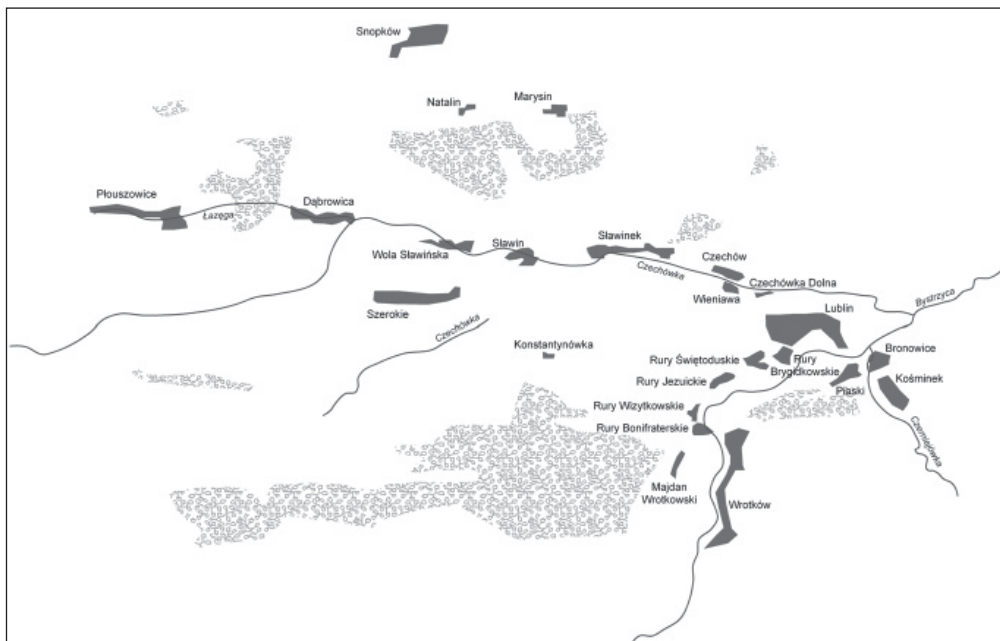 Snopków
Natalin
Marysin
Płouszowice
Łazęga
Dąbrowica
Wola Sławińska
Sławin
Sławinek
Czechówka
Czechów
Czechówka Dolna
Wieniawa
Bystrzyca
Lublin
Szerokie
Czechówka
Konstantynówka
Rury Świętoduskie
Rury
Brygidkowskie
Bronowice
Rury Jezuickie
Piaski
Kośminek
Rury Wizytkowskie
Rury Bonifraterskie
Czerniejówka
Majdan
Wrotkowski
Wrotków